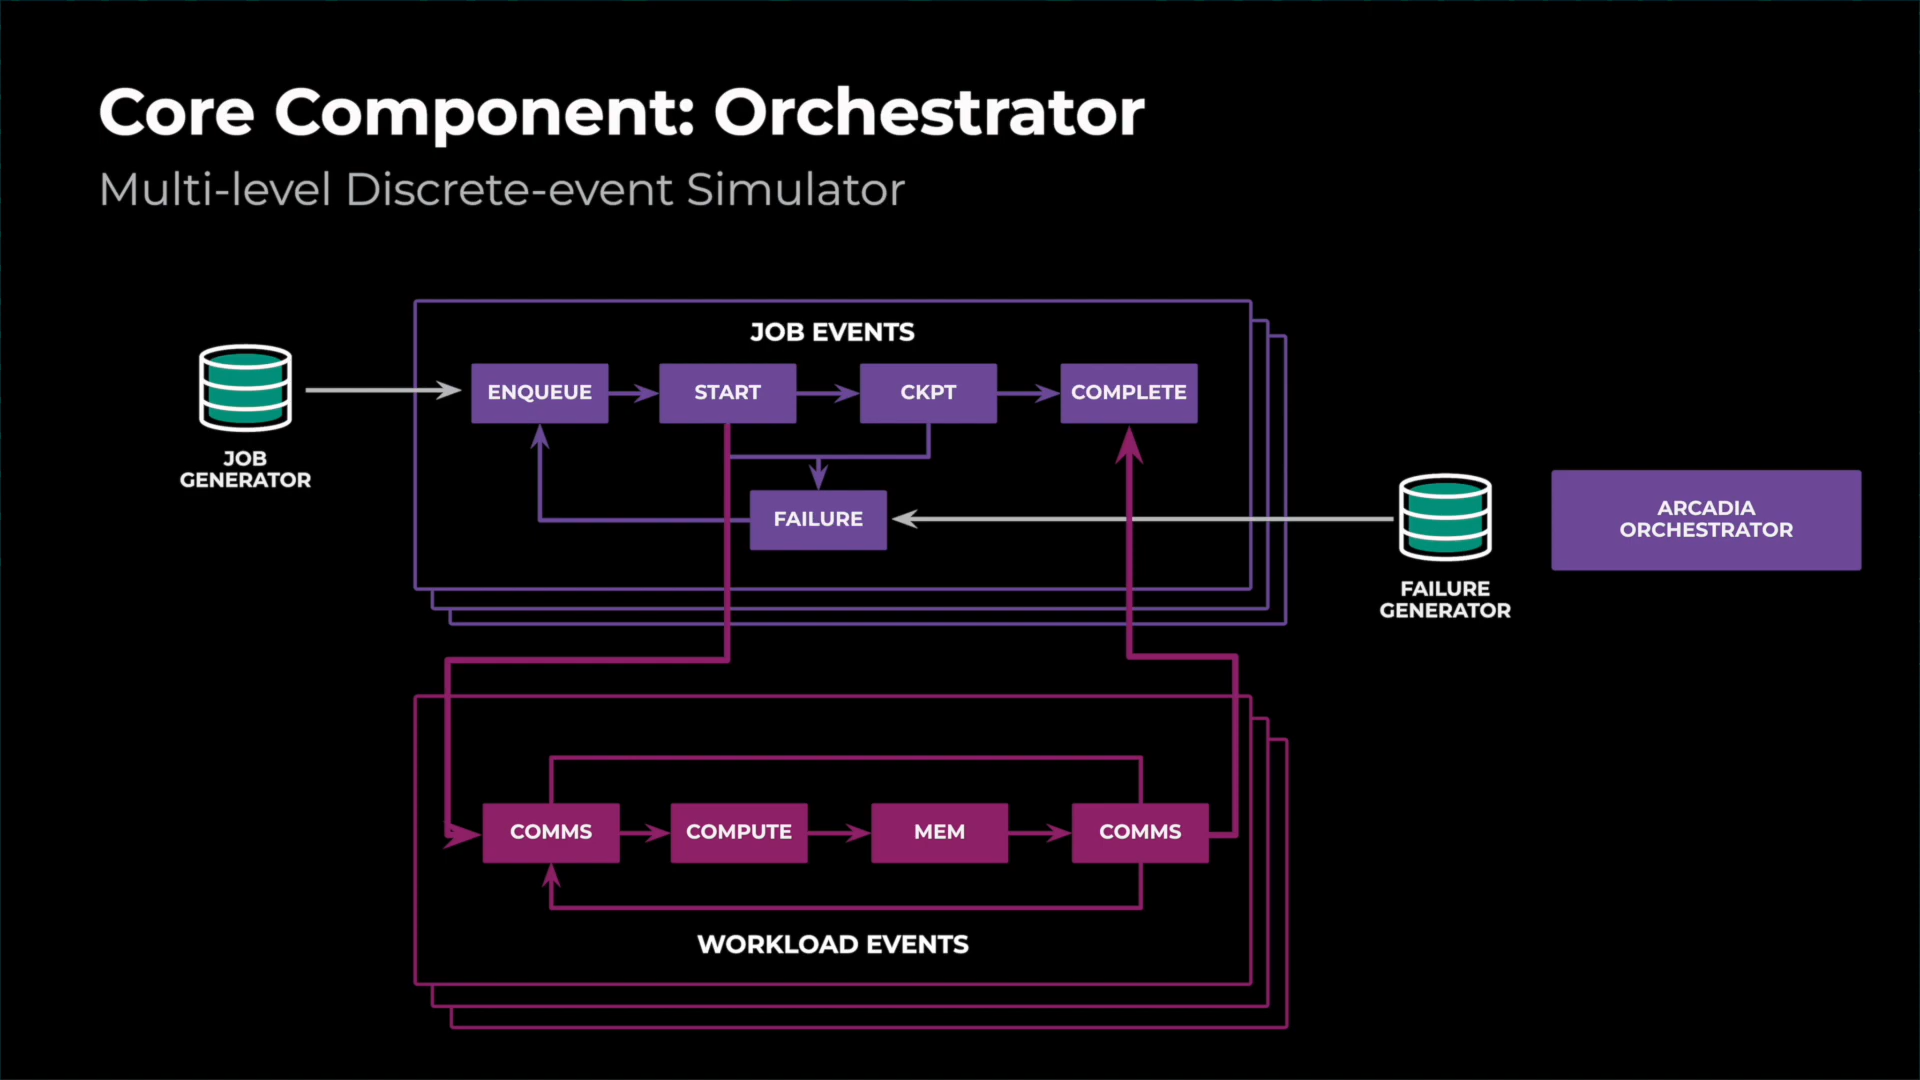 Core Component: Orchestrator
Multi-level Discrete-event Simulator
JOB EVENTS
ENQUEUE
START
CKPT
COMPLETE
JOB
GENERATOR
FAILURE
FAILURE
GENERATOR
ARCADIA
ORCHESTRATOR
COMMS
COMPUTE
MEM
COMMS
WORKLOAD EVENTS